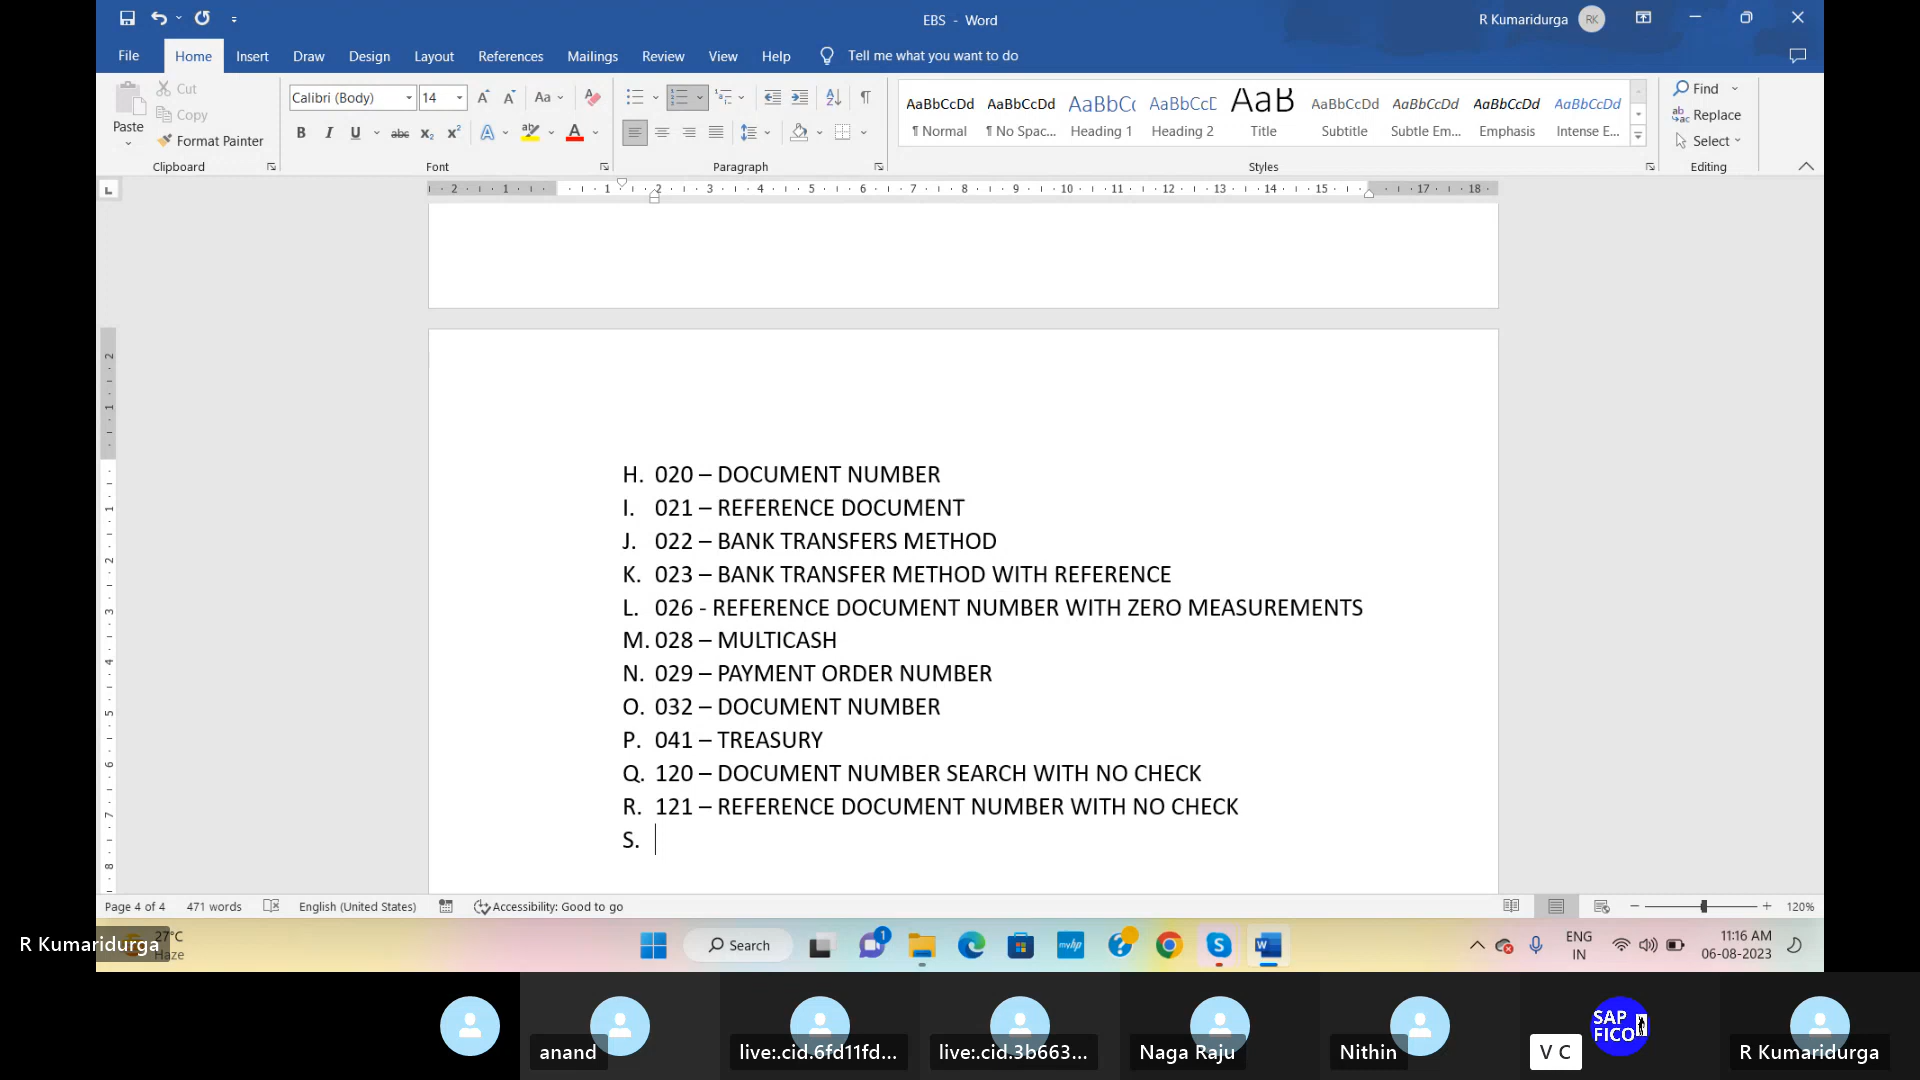 EBS - Word
R Kumaridurga
RK
File
Home
Insert
Draw
Design
Layout
References
Mailings
Review
View
Help
Tell me what you want to do
Paste
Cut
Copy
Format Painter
Clipboard
Calibri (Body)
14
Font
Paragraph
AaBbCcDd
¶ Normal
AaBbCcDd
¶ No Spac...
AaBbC(
Heading 1
AaBbCcD
Heading 2
AaB
Title
AaBbCcDd
Subtitle
AaBbCcDd
Subtle Em...
AaBbCcDd
Emphasis
AaBbCcDd
Intense E...
Styles
Find
Replace
Select
Editing
H. 020 – DOCUMENT NUMBER
I. 021 – REFERENCE DOCUMENT
J. 022 – BANK TRANSFERS METHOD
K. 023 – BANK TRANSFER METHOD WITH REFERENCE
L. 026 - REFERENCE DOCUMENT NUMBER WITH ZERO MEASUREMENTS
M. 028 – MULTICASH
N. 029 – PAYMENT ORDER NUMBER
O. 032 – DOCUMENT NUMBER
P. 041 – TREASURY
Q. 120 – DOCUMENT NUMBER SEARCH WITH NO CHECK
R. 121 – REFERENCE DOCUMENT NUMBER WITH NO CHECK
S.
Page 4 of 4
471 words
English (United States)
Accessibility: Good to go
120%
R Kumaridurga
27°C
Haze
Search
1
myhp
ENG
IN
11:16 AM
06-08-2023
anand
live:.cid.6fd11fd...
live:.cid.3b663...
Naga Raju
Nithin
SAP
FICO
V C
R Kumaridurga